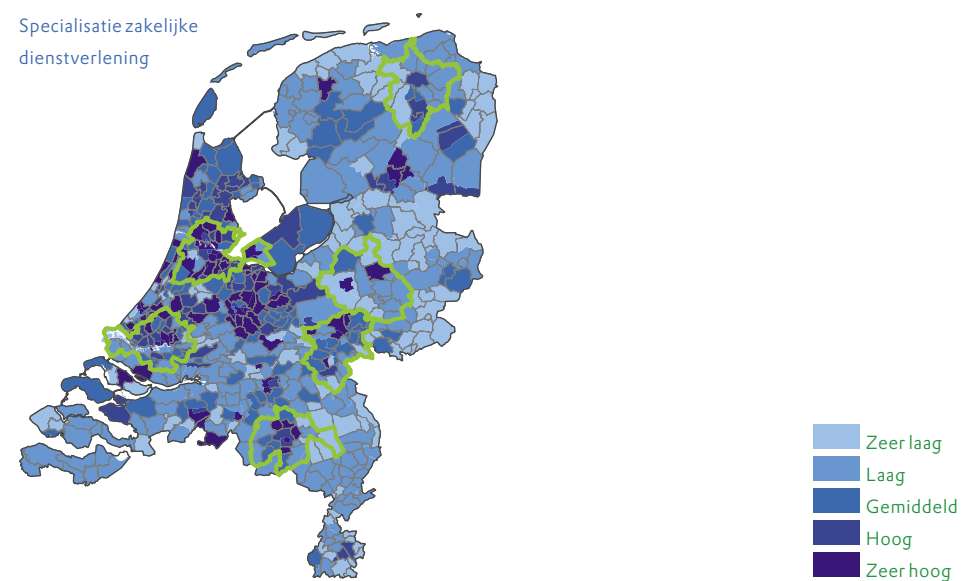 Specialisatie zakelijke
dienstverlening
Zeer laag
Laag
Gemiddeld
Hoog
Zeer hoog